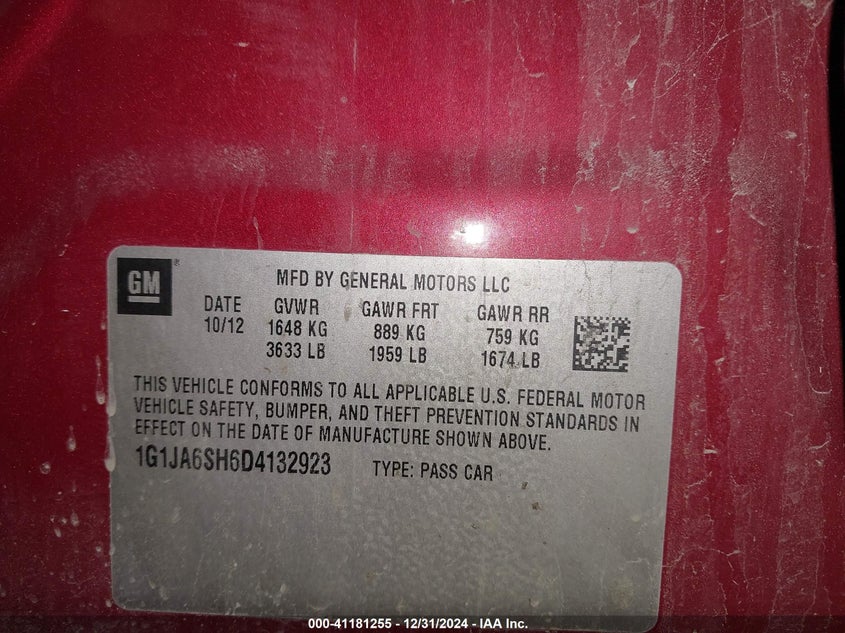 GM
MFD BY GENERAL MOTORS LLC
DATE GVWR GAWR FRT GAWR RR
10/12 1648 KG 889 KG 759 KG
3633 LB 1959 LB 1674 LB
THIS VEHICLE CONFORMS TO ALL APPLICABLE U.S. FEDERAL MOTOR
VEHICLE SAFETY, BUMPER, AND THEFT PREVENTION STANDARDS IN
EFFECT ON THE DATE OF MANUFACTURE SHOWN ABOVE.
1G1JA6SH6D4132923 TYPE: PASS CAR
000-41181255 - 12/31/2024 - IAA Inc.